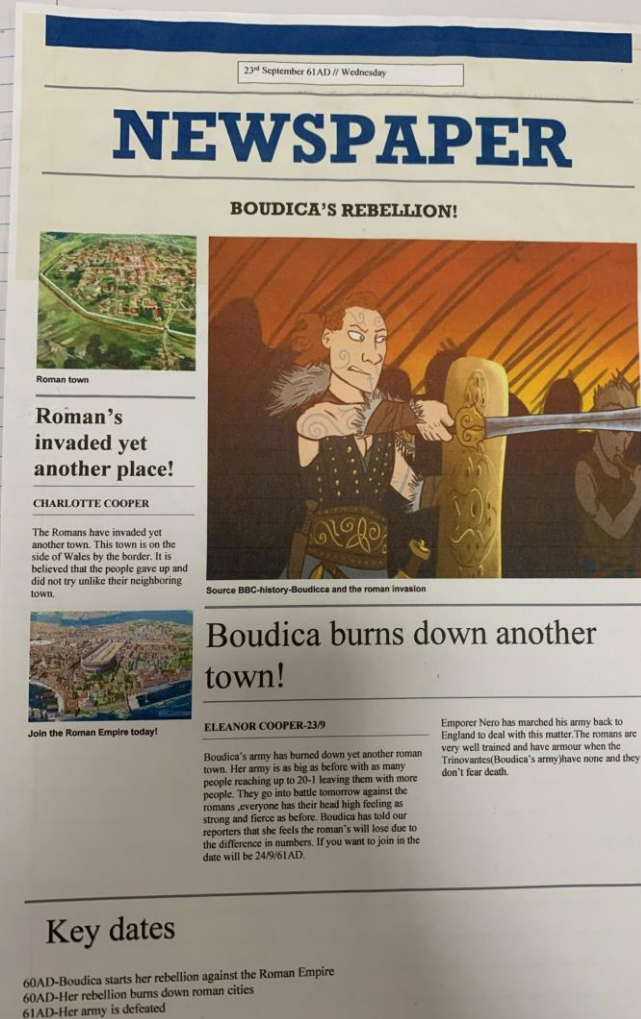 23rd September 61AD // Wednesday
NEWSPAPER
BOUDICA'S REBELLION!
Roman town
Roman's
invaded yet
another place!
CHARLOTTE COOPER
The Romans have invaded yet
another town. This town is on the
side of Wales by the border. It is
believed that the people gave up and
did not try unlike their neighboring
town.
Join the Roman Empire today!
Source BBC-history-Boudicca and the roman invasion
Boudica burns down another
town!
ELEANOR COOPER-23/9
Boudica's army has burned down yet another roman
town. Her army is as big as before with as many
people reaching up to 20-1 leaving them with more
people. They go into battle tomorrow against the
romans ,everyone has their head high feeling as
strong and fierce as before. Boudica has told our
reporters that she feels the roman's will lose due to
the difference in numbers. If you want to join in the
date will be 24/9/61AD.
Emporer Nero has marched his army back to
England to deal with this matter.The romans are
very well trained and have armour when the
Trinovantes(Boudica's army)have none and they
don't fear death.
Key dates
60AD-Boudica starts her rebellion against the Roman Empire
60AD-Her rebellion burns down roman cities
61AD-Her army is defeated